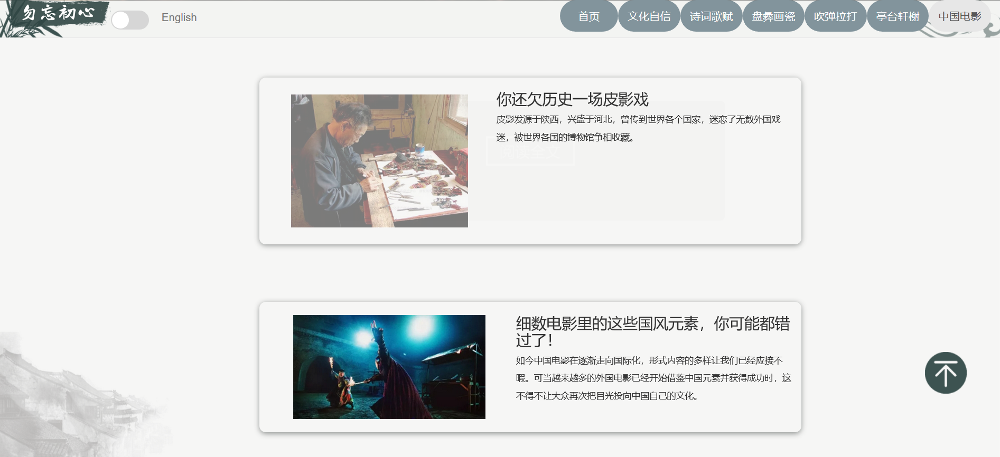 勿忘初心
English
首页
文化自信
诗词歌赋
盘彝画瓷
吹弹拉打
亭台轩榭
中国电影
你还欠历史一场皮影戏
皮影发源于陕西，兴盛于河北，曾传到世界各个国家，迷恋了无数外国戏
迷，被世界各国的博物馆争相收藏。
阅读全文
细数电影里的这些国风元素，你可能都错
过了！
如今中国电影在逐渐走向国际化，形式内容的多样让我们已经应接不
暇。可当越来越多的外国电影已经开始借鉴中国元素并获得成功时，这
不得不让大众再次把目光投向中国自己的文化。